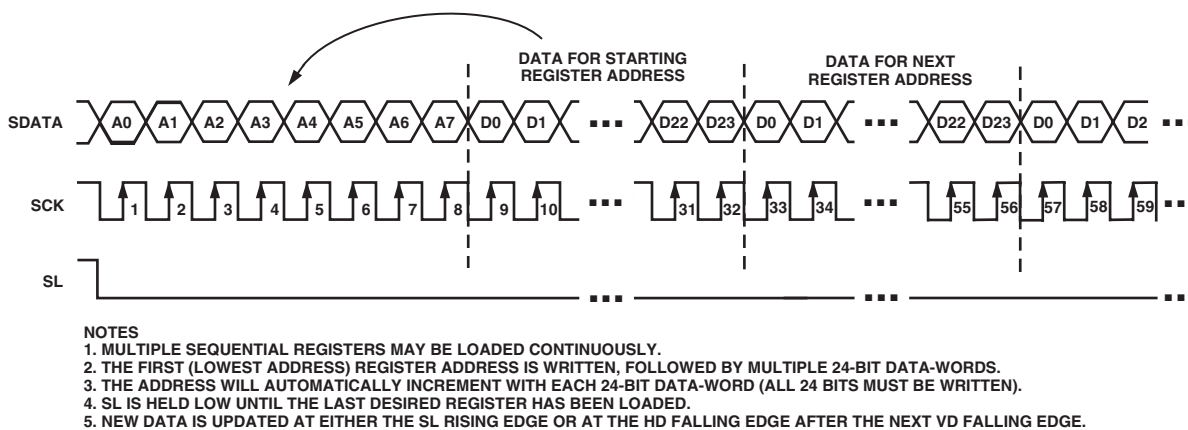 DATA FOR STARTING
REGISTER ADDRESS
DATA FOR NEXT
REGISTER ADDRESS
SDATA A0 A1 A2 A3 A4 A5 A6 A7 D0 D1 D22 D23 D0 D1 D22 D23 D0 D1 D2
SCK 1 2 3 4 5 6 7 8 9 10 31 32 33 34 55 56 57 58 59
SL
NOTES
1. MULTIPLE SEQUENTIAL REGISTERS MAY BE LOADED CONTINUOUSLY.
2. THE FIRST (LOWEST ADDRESS) REGISTER ADDRESS IS WRITTEN, FOLLOWED BY MULTIPLE 24-BIT DATA-WORDS.
3. THE ADDRESS WILL AUTOMATICALLY INCREMENT WITH EACH 24-BIT DATA-WORD (ALL 24 BITS MUST BE WRITTEN).
4. SL IS HELD LOW UNTIL THE LAST DESIRED REGISTER HAS BEEN LOADED.
5. NEW DATA IS UPDATED AT EITHER THE SL RISING EDGE OR AT THE HD FALLING EDGE AFTER THE NEXT VD FALLING EDGE.